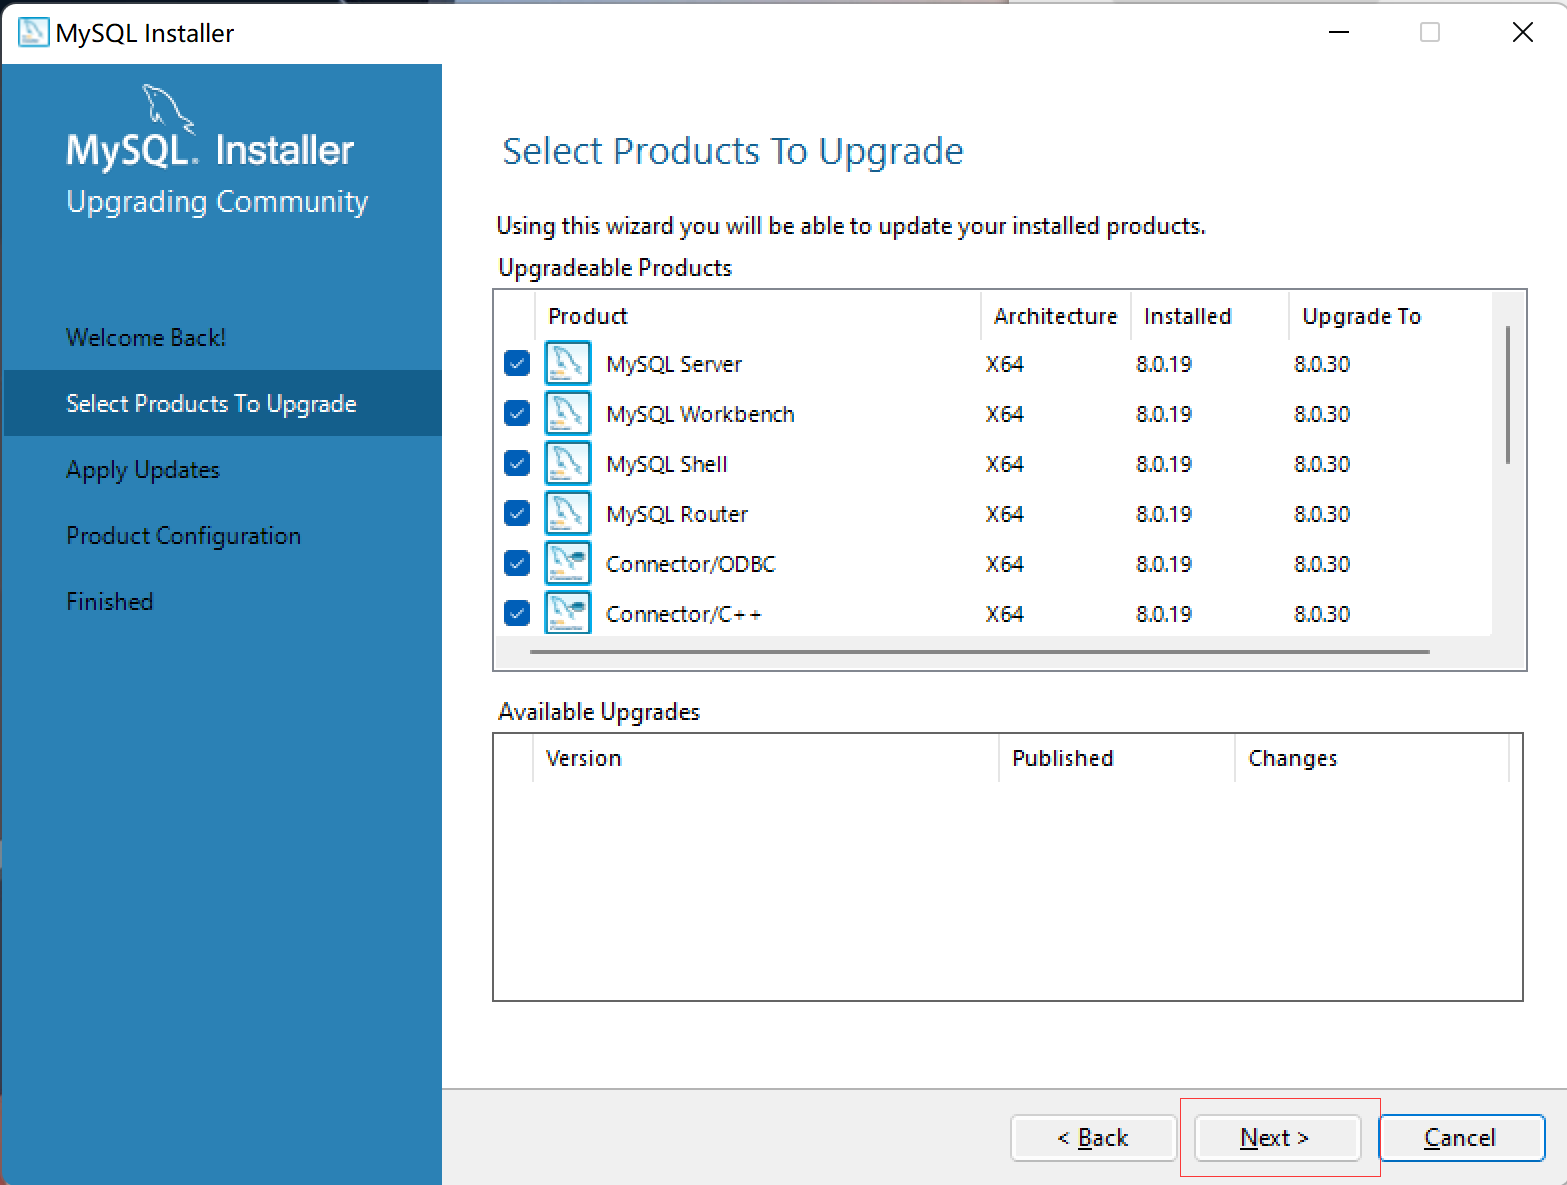 MySQL Installer
MySQL. Installer
Upgrading Community
Welcome Back!
Select Products To Upgrade
Apply Updates
Product Configuration
Finished
Select Products To Upgrade
Using this wizard you will be able to update your installed products.
Upgradeable Products
Product Architecture Installed Upgrade To
MySQL Server X64 8.0.19 8.0.30
MySQL Workbench X64 8.0.19 8.0.30
MySQL Shell X64 8.0.19 8.0.30
MySQL Router X64 8.0.19 8.0.30
Connector/ODBC X64 8.0.19 8.0.30
Connector/C++ X64 8.0.19 8.0.30
Available Upgrades
Version Published Changes
< Back Next > Cancel